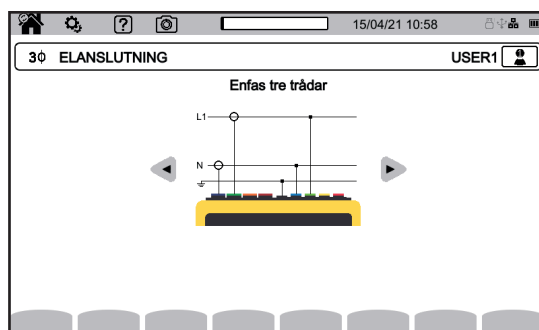 ?
15/04/21 10:58
3Φ ELANSLUTNING
USER1
Enfas tre trådar
L1
N